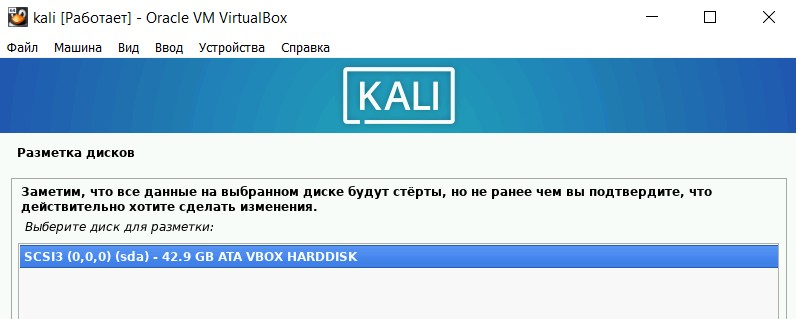 kali [Работает] - Oracle VM VirtualBox
Файл Машина Вид Ввод Устройства Справка
KALI
Разметка дисков
Заметим, что все данные на выбранном диске будут стёрты, но не ранее чем вы подтвердите, что
действительно хотите сделать изменения.
Выберите диск для разметки:
SCSI3 (0,0,0) (sda) - 42.9 GB ATA VBOX HARDDISK